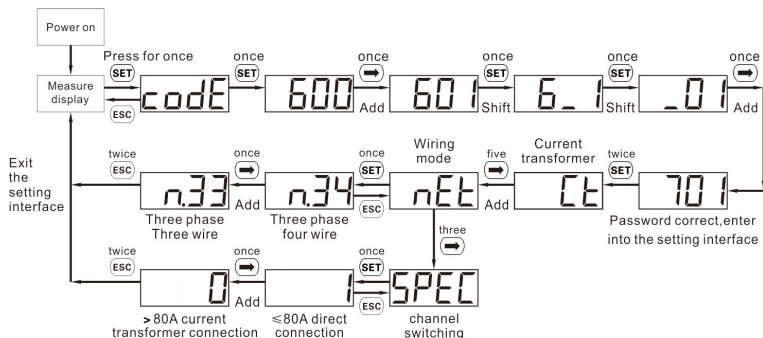 Power on
Press for once
once
once
once
once
once
SET
SET
➡
SET
SET
➡
Measure
display
ESC
codE
600
Add
601
Shift
6_1
Shift
_01
Add
Exit
the
setting
interface
twice
ESC
n.33
once
➡
Add
n.34
once
SET
ESC
Wiring
mode
nEt
five
➡
Add
Current
transformer
Ct
twice
SET
701
Three phase
Three wire
Three phase
four wire
Password correct,enter
into the setting interface
three
➡
twice
ESC
0
once
➡
Add
1
once
SET
ESC
SPEC
>80A current
transformer connection
≤80A direct
connection
channel
switching